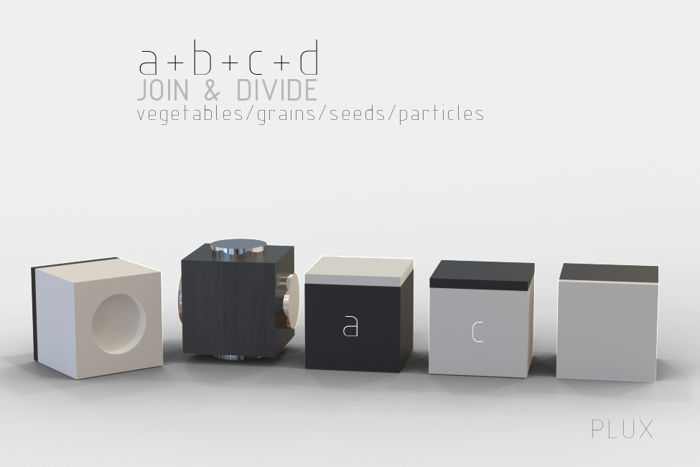 a+b+c+d
JOIN & DIVIDE
vegetables/grains/seeds/particles
a
c
PLUX